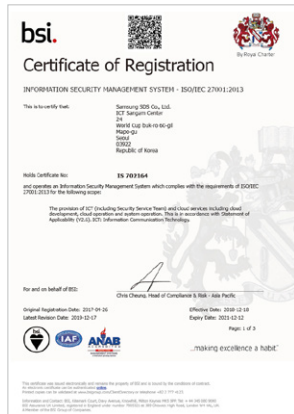 bsi.
By Royal Charter
Certificate of Registration
INFORMATION SECURITY MANAGEMENT SYSTEM - ISO/IEC 27001:2013
This is to certify that:
Samsung SDS Co., Ltd.
ICT Sangam Center
24
World Cup buk-ro 60-gil
Mapo-gu
Seoul
03922
Republic of Korea
Holds Certificate No:
IS 702164
and operates an Information Security Management System which complies with the requirements of ISO/IEC
27001:2013 for the following scope:
The provision of ICT (including Security Service Team) and cloud services including cloud
development, cloud operation and system operation. This is in accordance with Statement of
Applicability
ICT: Information Communication Technology.
For and on behalf of BSI:
Chris Cheung, Head of Compliance & Risk - Asia Pacific
Original Registration Date: 2017-04-26
Effective Date: 2018-12-18
Latest Revision Date: 2019-12-17
Expiry Date: 2021-12-12
Page: 1 of 3
IAF
ANAB
...making excellence a habit.